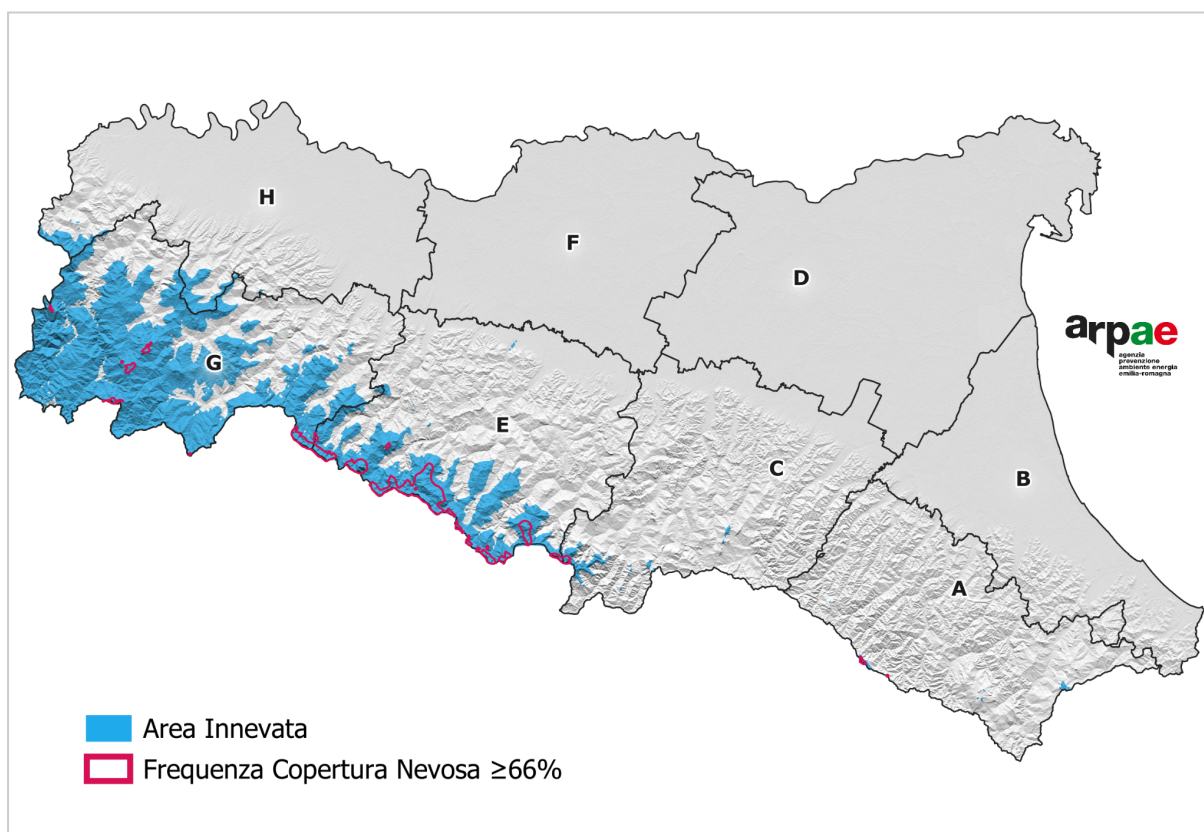 H
F
D
G
E
C
B
A
arpae
agenzia
prevenzione
ambiente energia
emilia-romagna
Area Innevata
Frequenza Copertura Nevosa ≥66%